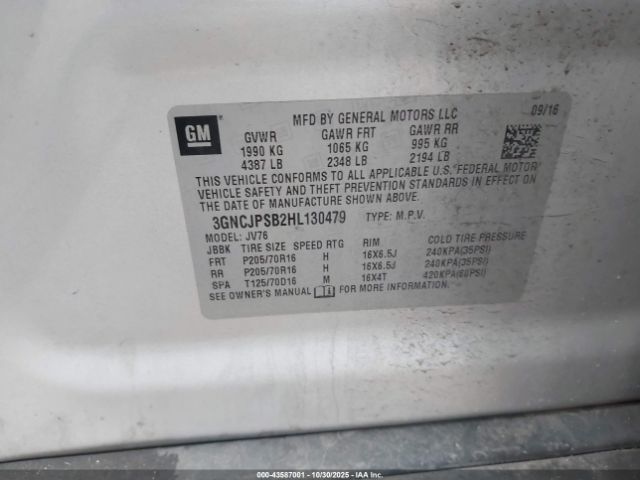 GM
MFD BY GENERAL MOTORS LLC 09/16
GVWR GAWR FRT GAWR RR
1990 KG 1065 KG 995 KG
4387 LB 2348 LB 2194 LB
THIS VEHICLE CONFORMS TO ALL APPLICABLE U.S. FEDERAL MOTOR
VEHICLE SAFETY AND THEFT PREVENTION STANDARDS IN EFFECT ON
THE DATE OF MANUFACTURE SHOWN ABOVE.
3GNCJPSB2HL130479 TYPE: M.P.V.
MODEL: JV76
JBBK TIRE SIZE SPEED RTG RIM COLD TIRE PRESSURE
FRT P205/70R16 H 16X6.5J 240KPA(35PSI)
RR P205/70R16 H 16X6.5J 240KPA(35PSI)
SPA T125/70D16 M 16X4T 420KPA(60PSI)
SEE OWNER'S MANUAL FOR MORE INFORMATION
000-43587001 - 10/30/2025 - IAAI.com